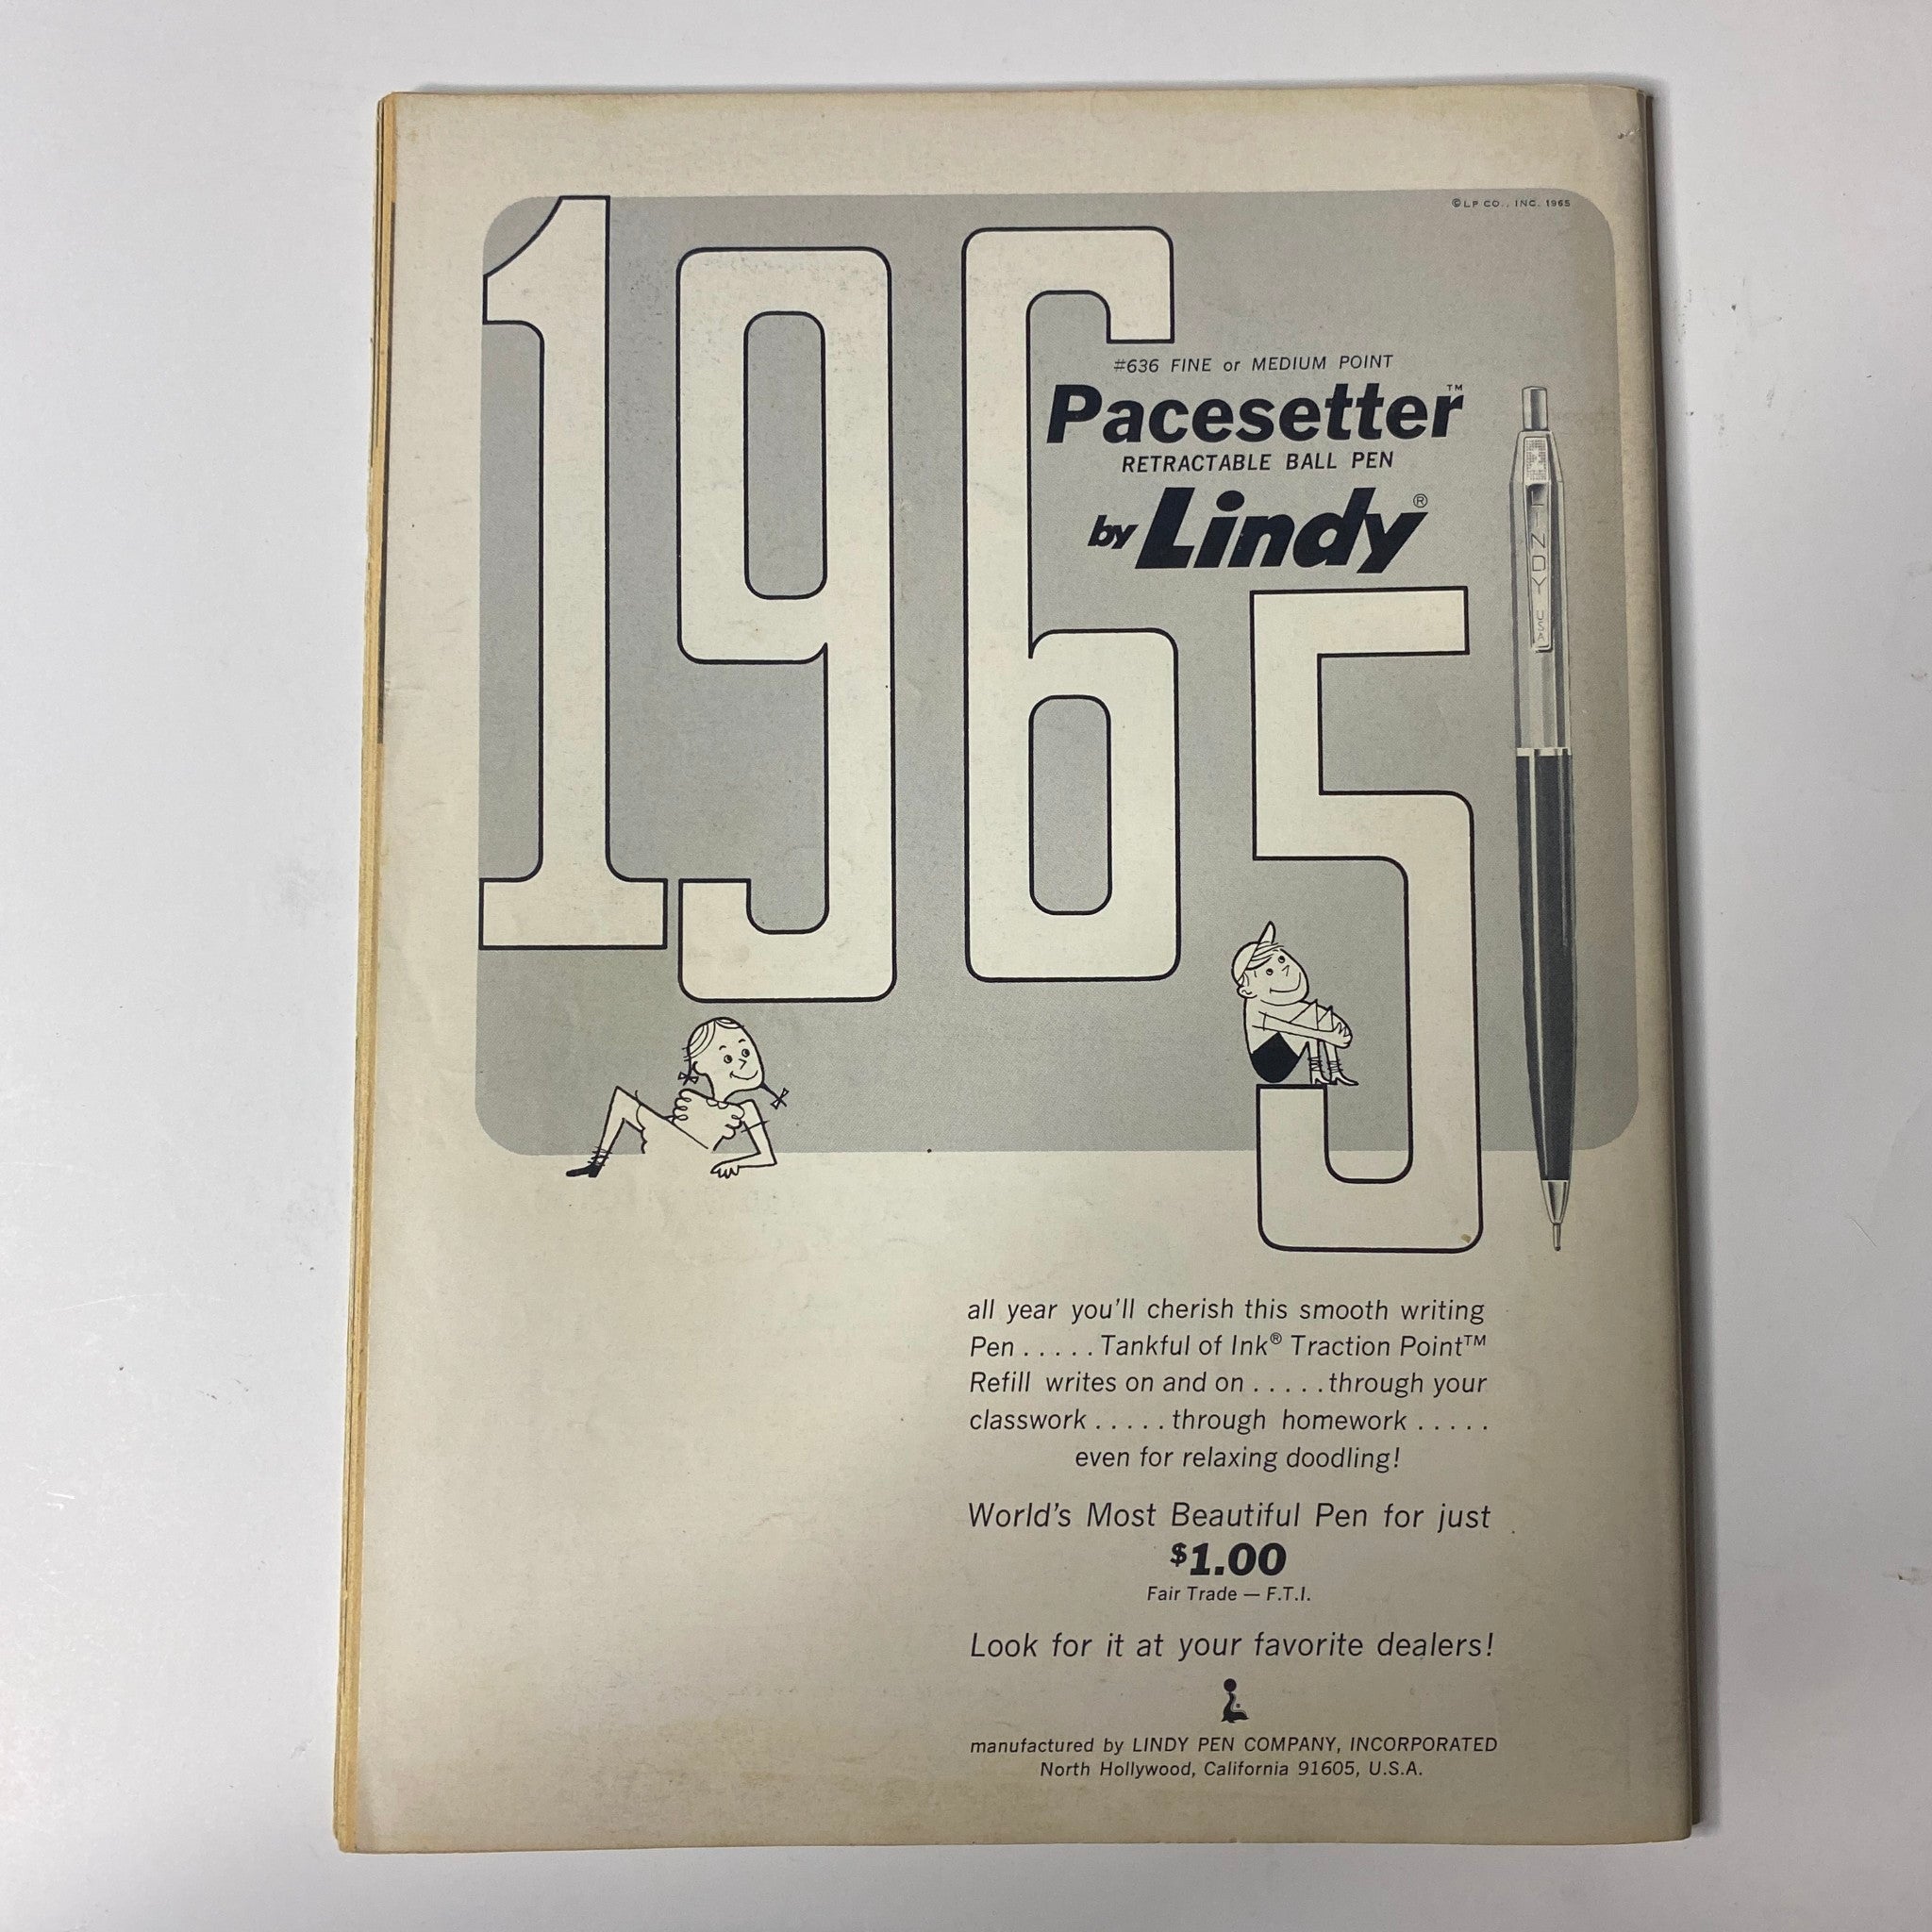 ©LP CO., INC. 1965
1965
#636 FINE or MEDIUM POINT
Pacesetter™
RETRACTABLE BALL PEN
by Lindy®
LINDY USA
all year you'll cherish this smooth writing
Pen . . . . . Tankful of Ink® Traction Point™
Refill writes on and on . . . . . through your
classwork . . . . . through homework . . . . .
even for relaxing doodling!
World's Most Beautiful Pen for just
$1.00
Fair Trade — F.T.I.
Look for it at your favorite dealers!
manufactured by LINDY PEN COMPANY, INCORPORATED
North Hollywood, California 91605, U.S.A.